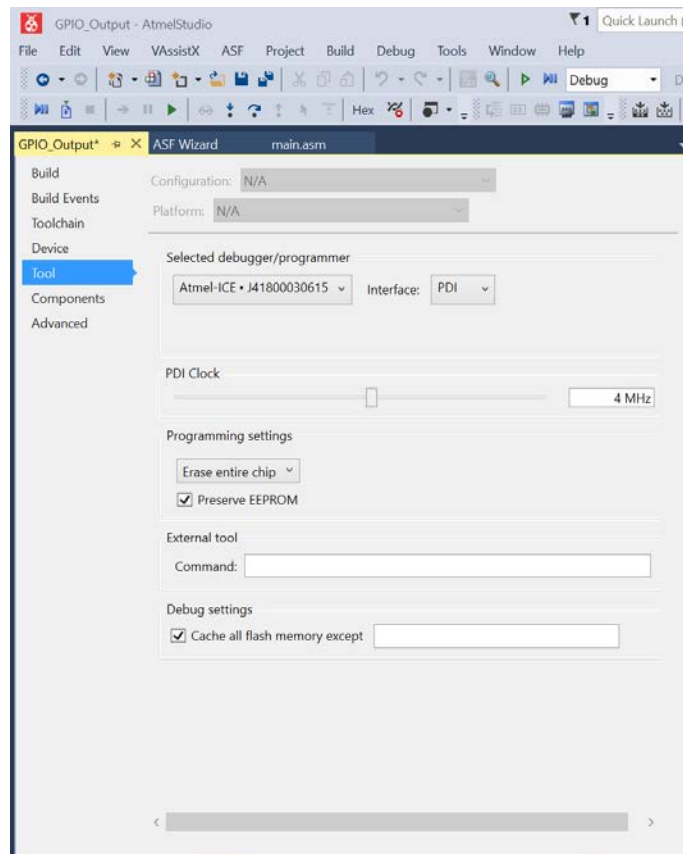 GPIO_Output - AtmelStudio
1 Quick Launch (
File Edit View VAssistX ASF Project Build Debug Tools Window Help
Debug
Hex
GPIO_Output* ASF Wizard main.asm
Build
Build Events
Toolchain
Device
Tool
Components
Advanced
Configuration: N/A
Platform: N/A
Selected debugger/programmer
Atmel-ICE • J41800030615 Interface: PDI
PDI Clock
4 MHz
Programming settings
Erase entire chip
Preserve EEPROM
External tool
Command:
Debug settings
Cache all flash memory except